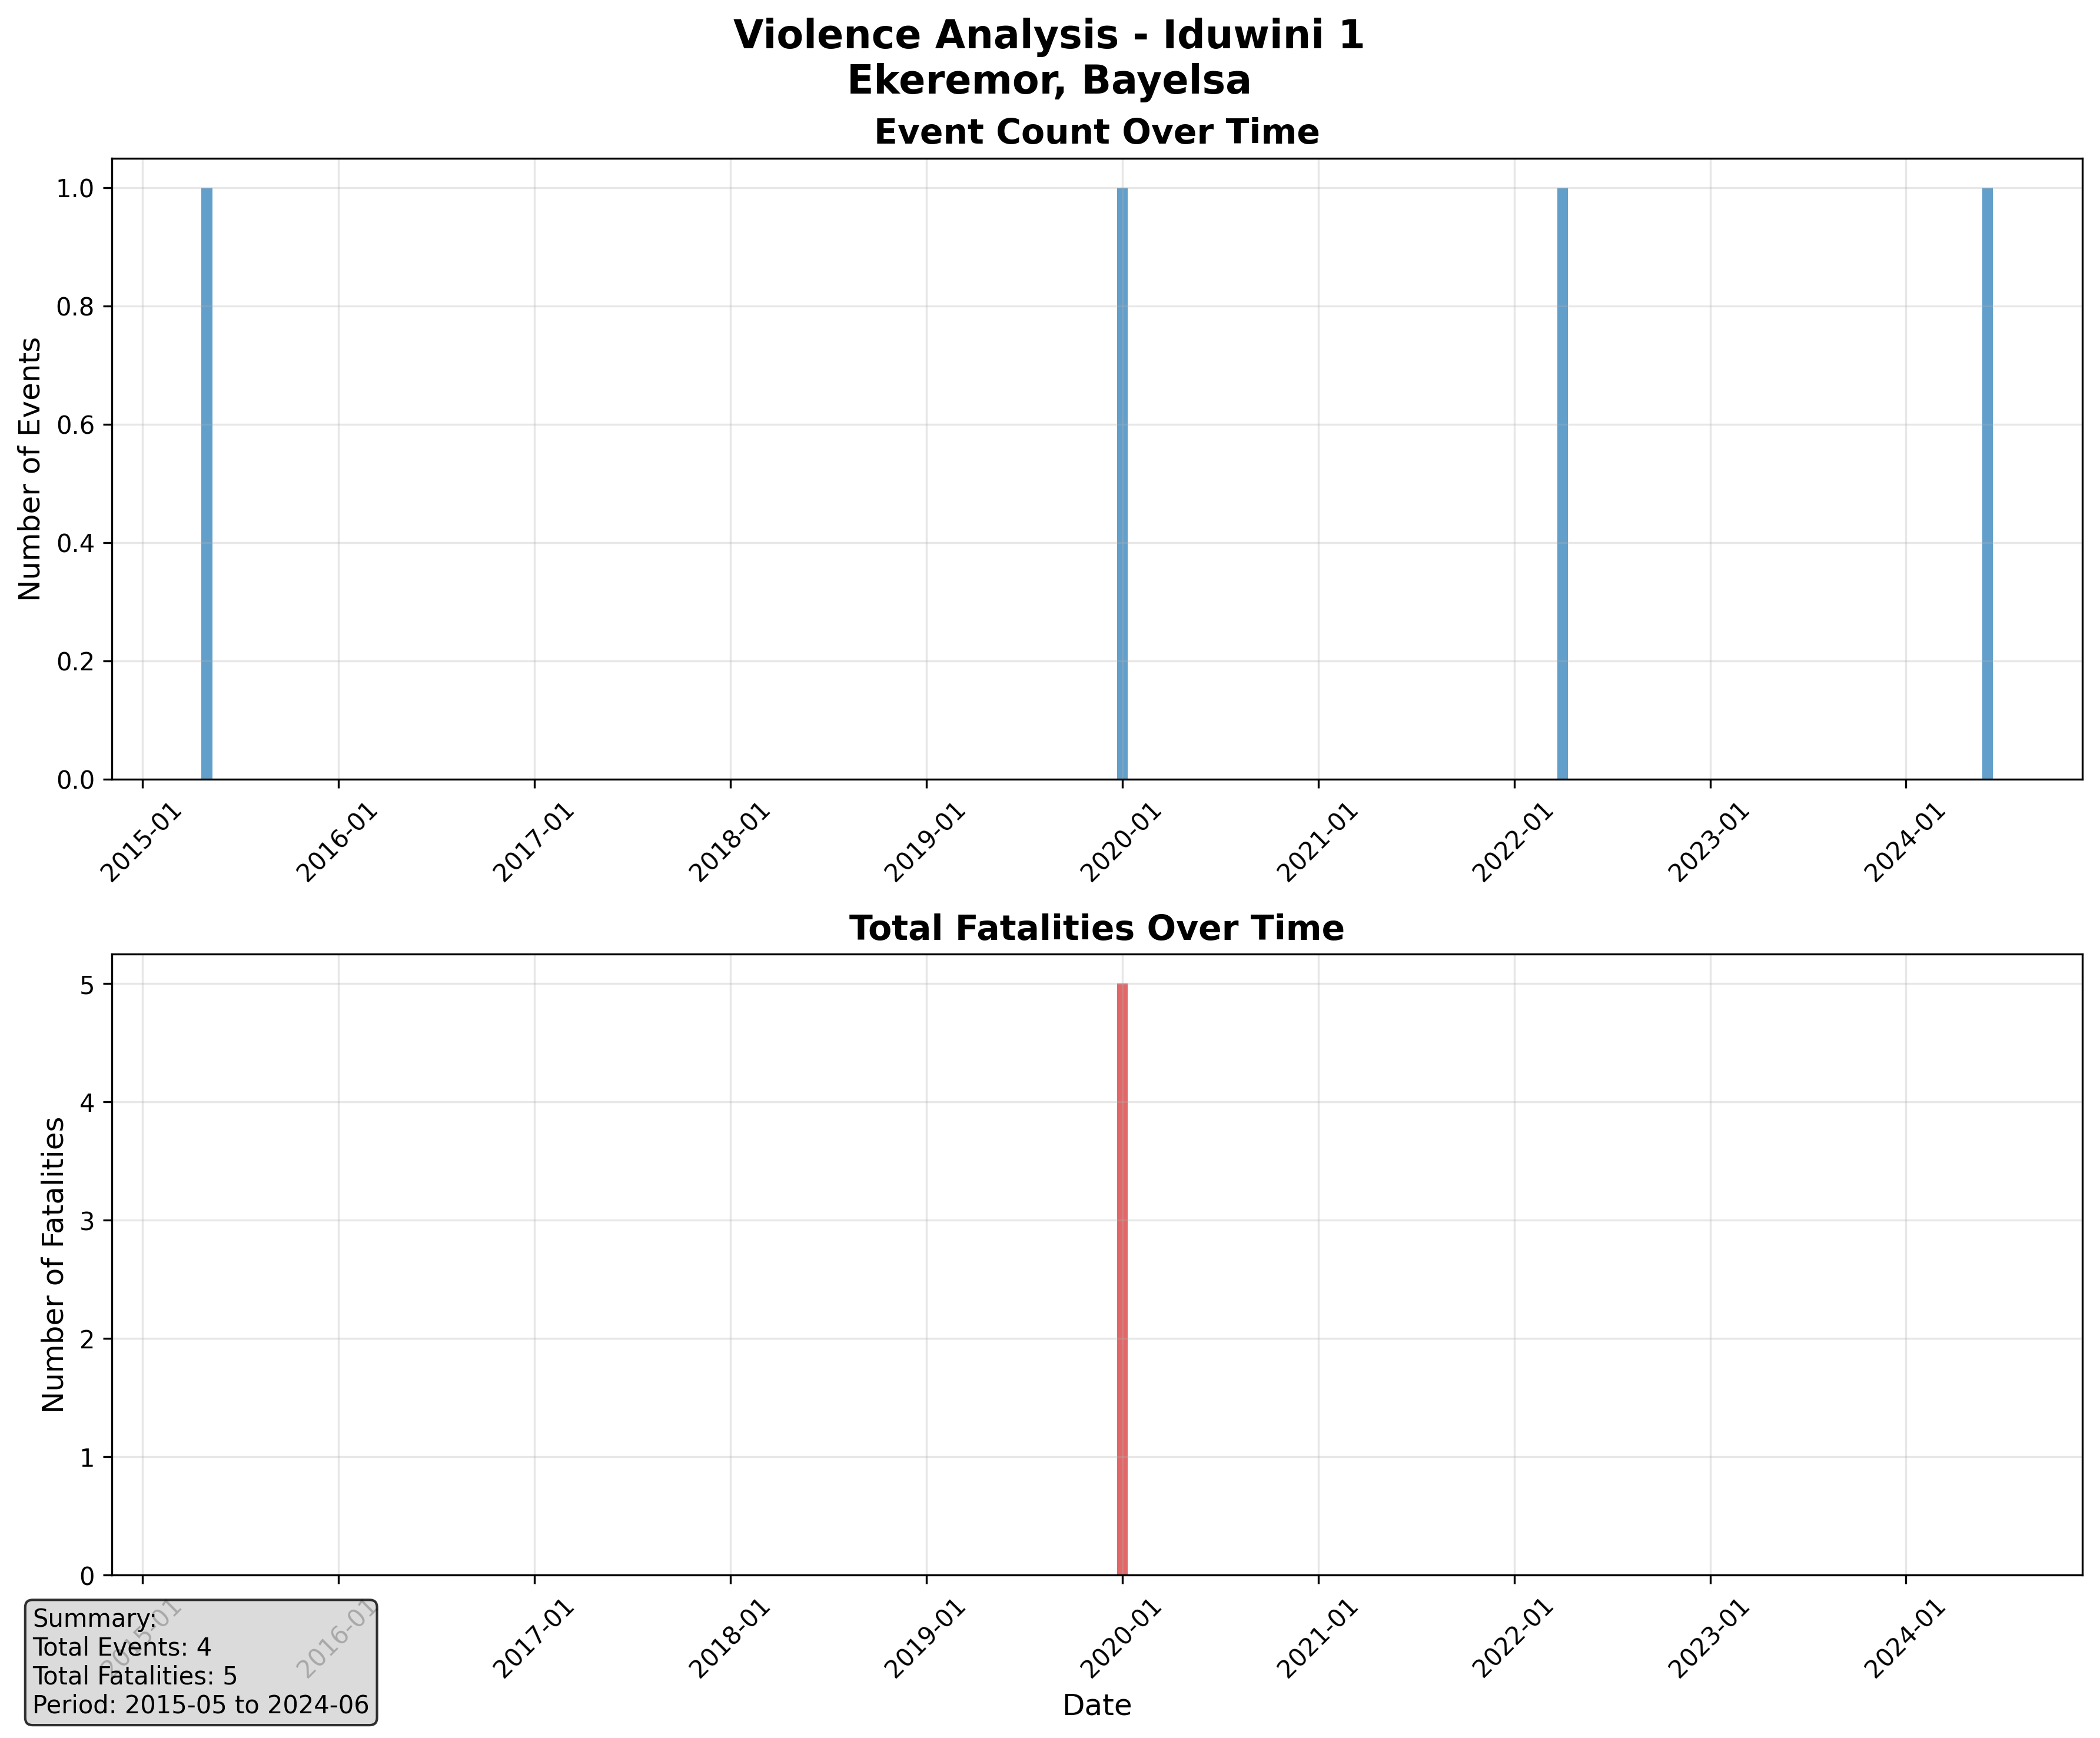 Violence Analysis - Iduwini 1
Ekeremor, Bayelsa
Event Count Over Time
Number of Events
1.0
0.8
0.6
0.4
0.2
0.0
2015-01
2016-01
2017-01
2018-01
2019-01
2020-01
2021-01
2022-01
2023-01
2024-01
Total Fatalities Over Time
Number of Fatalities
5
4
3
2
1
0
2015-01
2016-01
2017-01
2018-01
2019-01
2020-01
2021-01
2022-01
2023-01
2024-01
Date
Summary:
Total Events: 4
Total Fatalities: 5
Period: 2015-05 to 2024-06